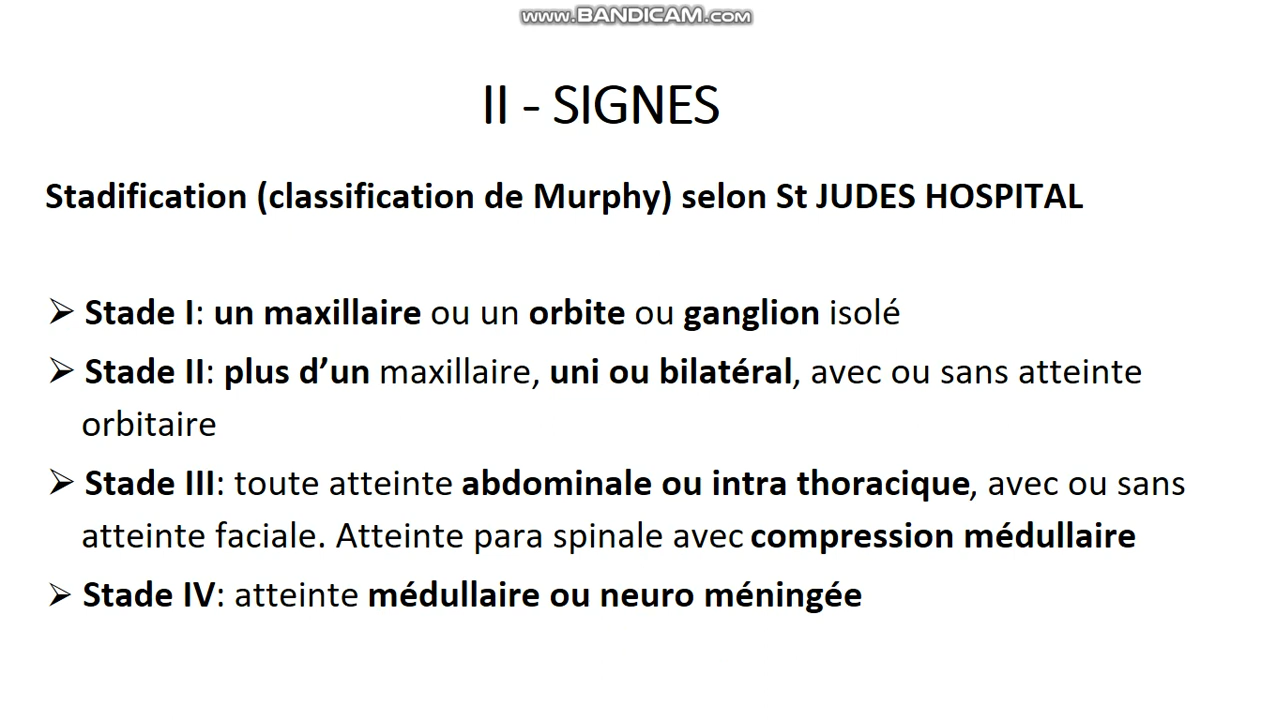 www.BANDICAM.com
II - SIGNES
Stadification (classification de Murphy) selon St JUDES HOSPITAL
➢ Stade I: un maxillaire ou un orbite ou ganglion isolé
➢ Stade II: plus d’un maxillaire, uni ou bilatéral, avec ou sans atteinte
orbitaire
➢ Stade III: toute atteinte abdominale ou intra thoracique, avec ou sans
atteinte faciale. Atteinte para spinale avec compression médullaire
➢ Stade IV: atteinte médullaire ou neuro méningée